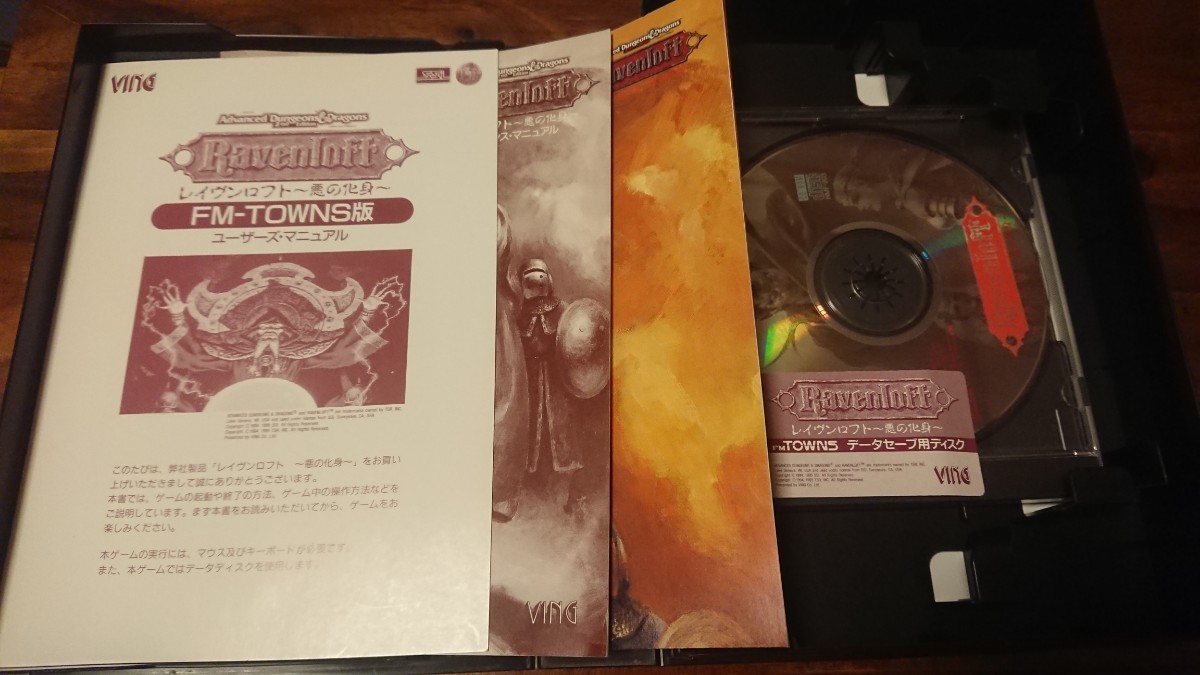 VING
Advanced Dungeons & Dragons
2nd Edition
Ravenloft
レイヴンロフト～悪の化身～
FM-TOWNS版
ユーザーズ・マニュアル
このたびは、弊社製品「レイヴンロフト ～悪の化身～」をお買い
上げいただきまして誠にありがとうございます。
本書では、ゲームの起動や終了の方法、ゲーム中の操作方法などを
ご説明しています。まず本書をお読みいただいてから、ゲームをお
楽しみください。
本ゲームの実行には、マウス及びキーボードが必要です。
また、本ゲームではデータディスクを使用します。
Dungeons & Dragons
enloft
フト～悪の化身～
ズ・マニュアル
VING
ed Dungeons & Dragons
avenloft
Ravenloft
Ravenloft
レイヴンロフト～悪の化身～
FM TOWNS データセーブ用ディスク
VING